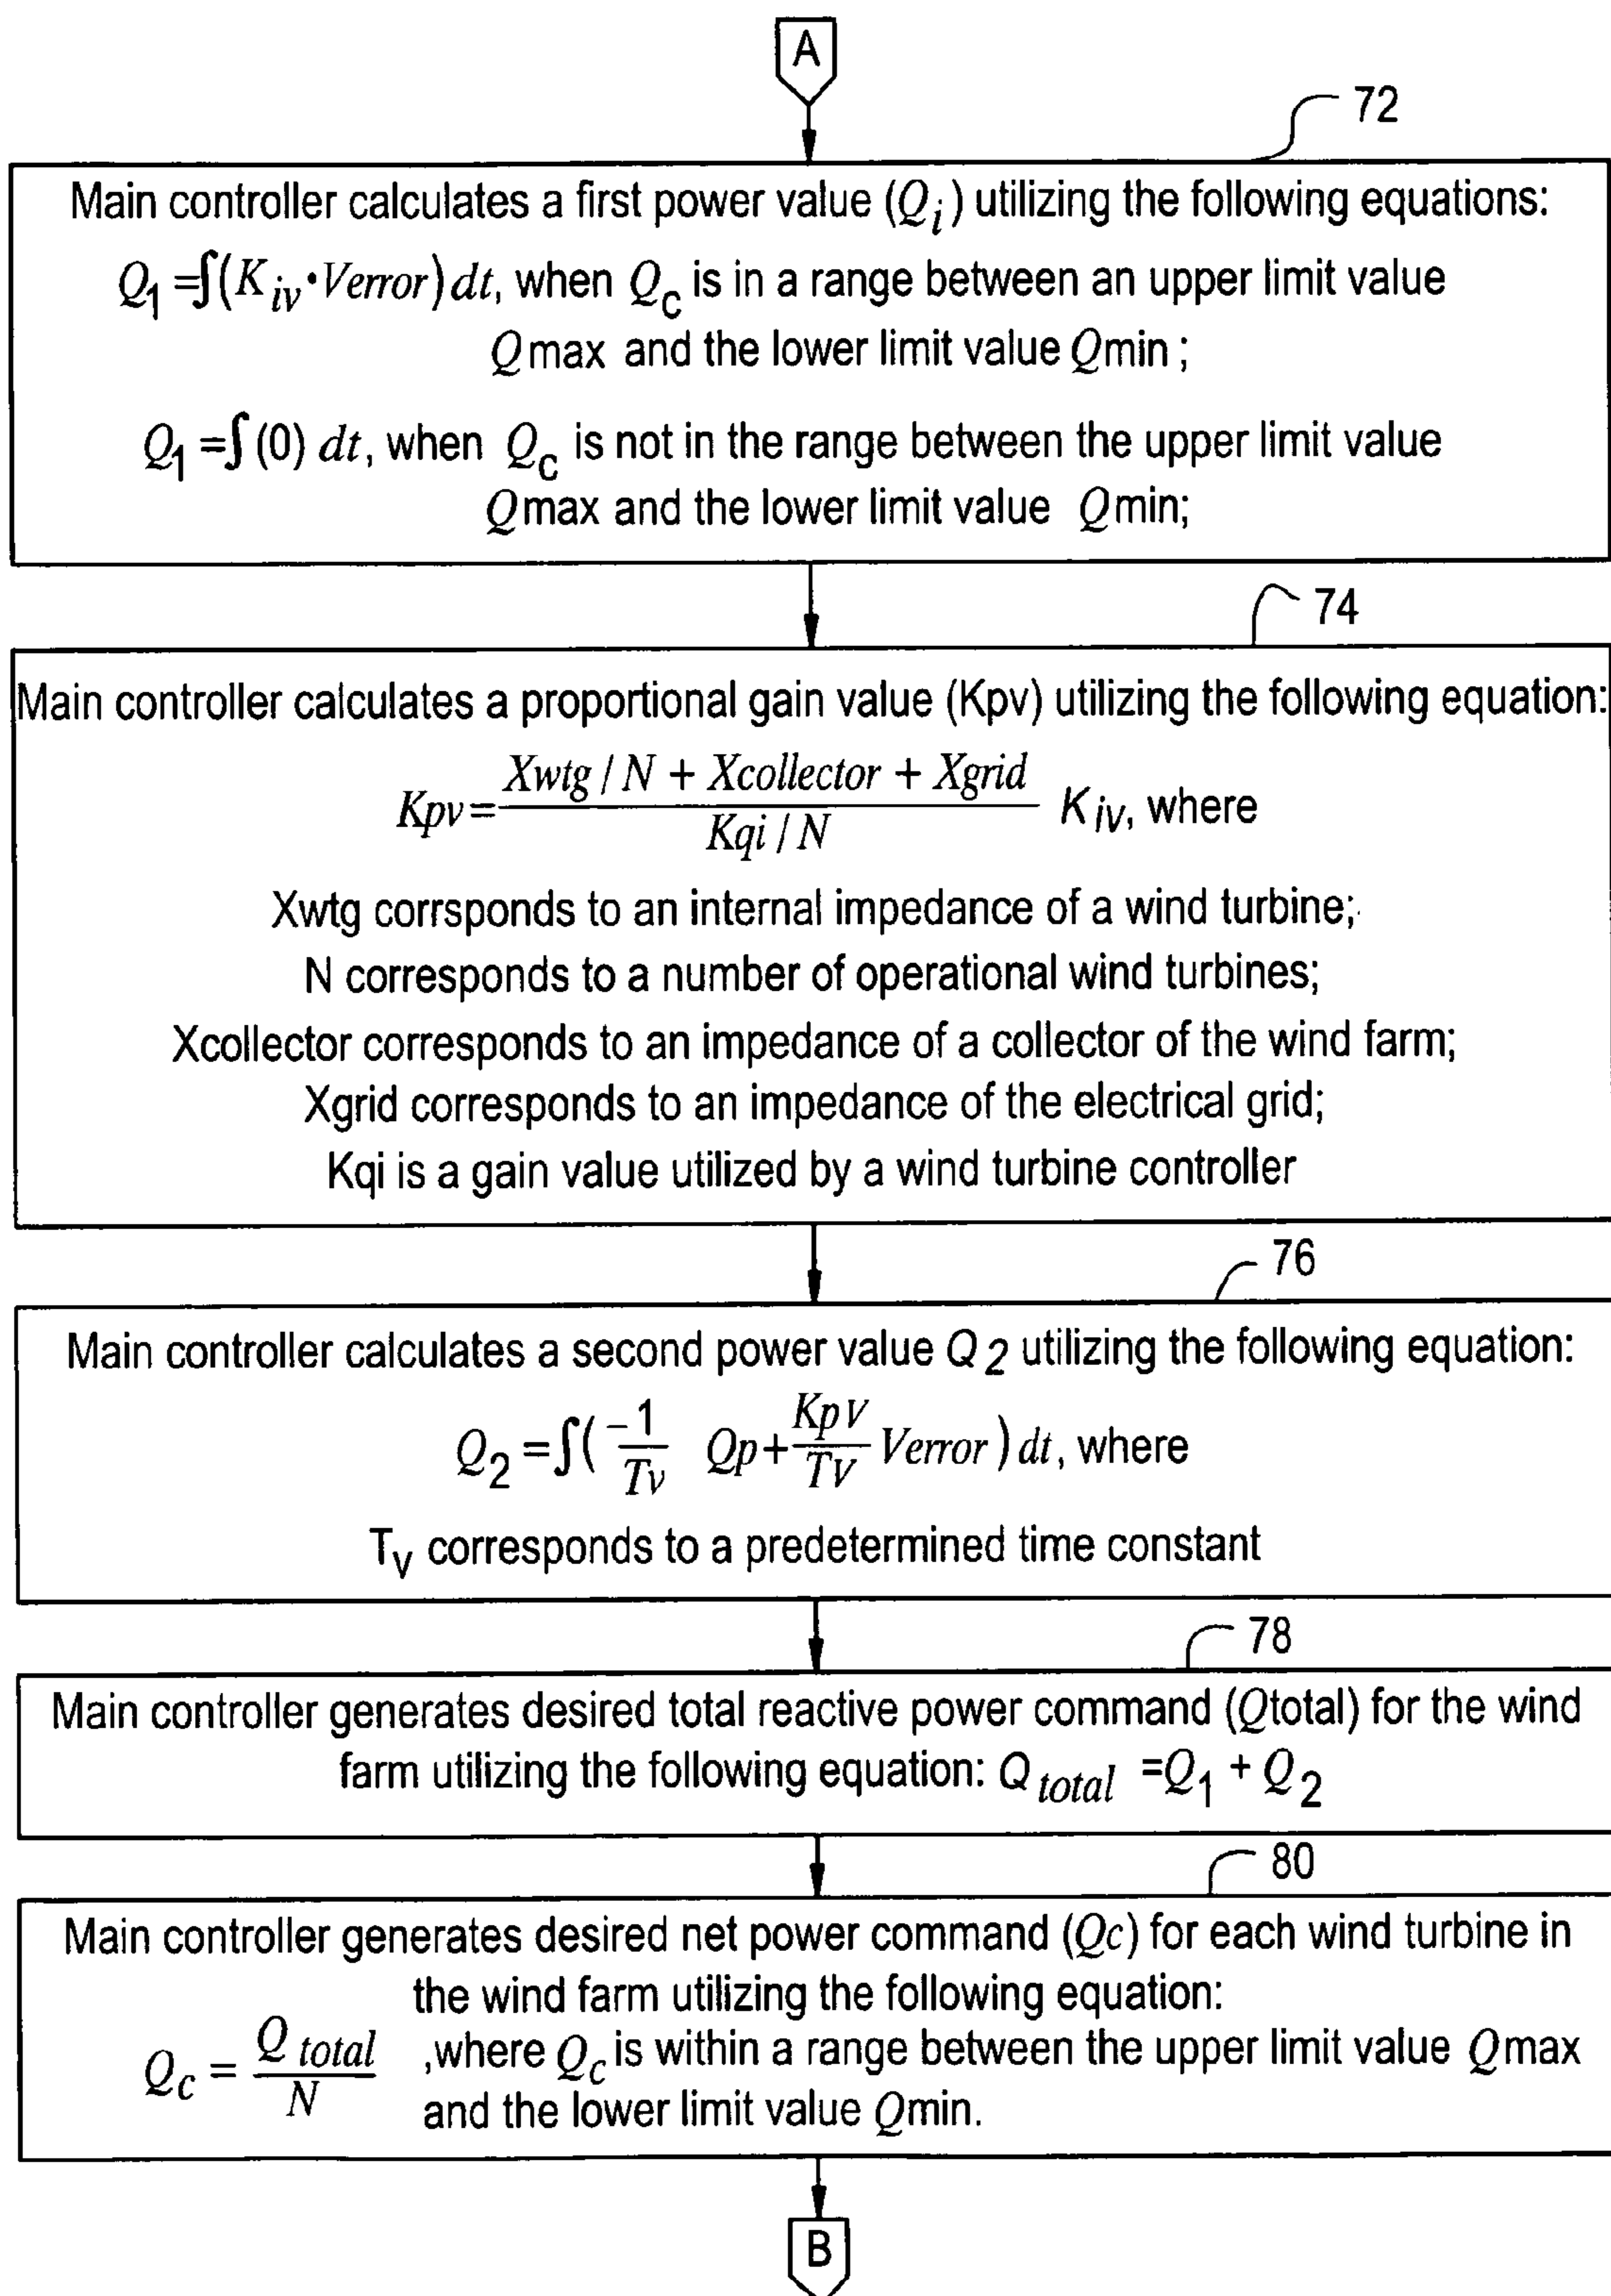 A
72
Main controller calculates a first power value (Qi) utilizing the following equations:
Q1 =∫(Kiv·Verror) dt, when Qc is in a range between an upper limit value
Qmax and the lower limit value Qmin;
Q1 =∫(0) dt, when Qc is not in the range between the upper limit value
Qmax and the lower limit value Qmin;
74
Main controller calculates a proportional gain value (Kpv) utilizing the following equation:
Kpv= (Xwtg / N + Xcollector + Xgrid) / (Kqi / N) Kiv, where
Xwtg corrsponds to an internal impedance of a wind turbine;
N corresponds to a number of operational wind turbines;
Xcollector corresponds to an impedance of a collector of the wind farm;
Xgrid corresponds to an impedance of the electrical grid;
Kqi is a gain value utilized by a wind turbine controller
76
Main controller calculates a second power value Q2 utilizing the following equation:
Q2 =∫( -1/Tv Qp+ KpV/TV Verror ) dt, where
Tv corresponds to a predetermined time constant
78
Main controller generates desired total reactive power command (Qtotal) for the wind
farm utilizing the following equation: Qtotal =Q1 + Q2
80
Main controller generates desired net power command (Qc) for each wind turbine in
the wind farm utilizing the following equation:
Qc = Qtotal / N ,where Qc is within a range between the upper limit value Qmax
and the lower limit value Qmin.
B